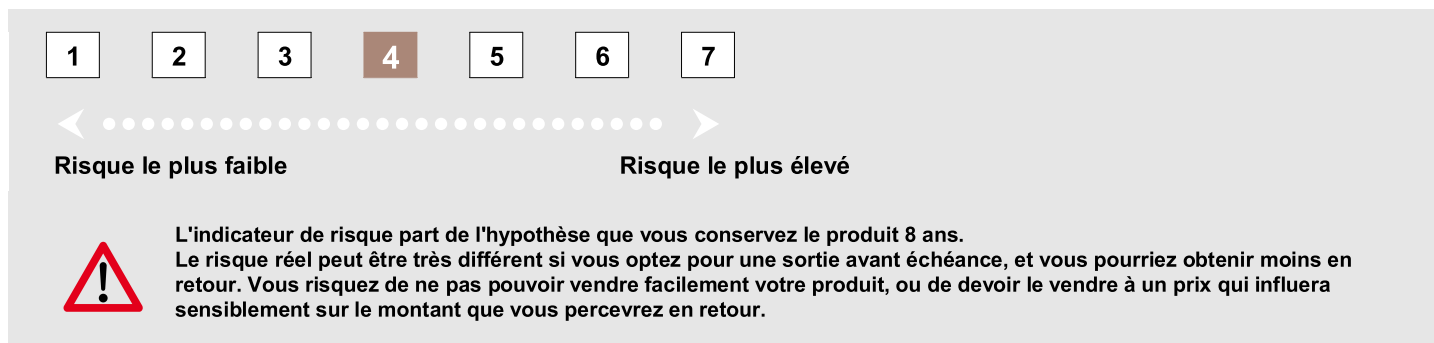 1 2 3 4 5 6 7
Risque le plus faible Risque le plus élevé
L'indicateur de risque part de l'hypothèse que vous conservez le produit 8 ans.
Le risque réel peut être très différent si vous optez pour une sortie avant échéance, et vous pourriez obtenir moins en
retour. Vous risquez de ne pas pouvoir vendre facilement votre produit, ou de devoir le vendre à un prix qui influera
sensiblement sur le montant que vous percevrez en retour.